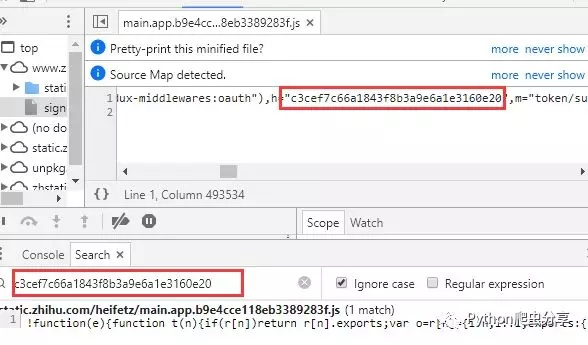 main.app.b9e4cc...8eb3389283f.js ×
top
Pretty-print this minified file? more never show
www.z
Source Map detected. more never show
stati
sign
1 lux-middlewares:oauth"),h="c3cef7c66a1843f8b3a9e6a1e3160e20",m="token/su
2
(no do
static.z
unpkg
zhstati
{} Line 1, Column 493534
Scope Watch
Console Search ×
c3cef7c66a1843f8b3a9e6a1e3160e20
Ignore case
Regular expression
static.zhihu.com/heifetz/main.app.b9e4cce118eb3389283f.js (1 match)
1 !function(e){function t(n){if(r[n])return r[n].exports;var o=r[n]={
Python爬虫分享